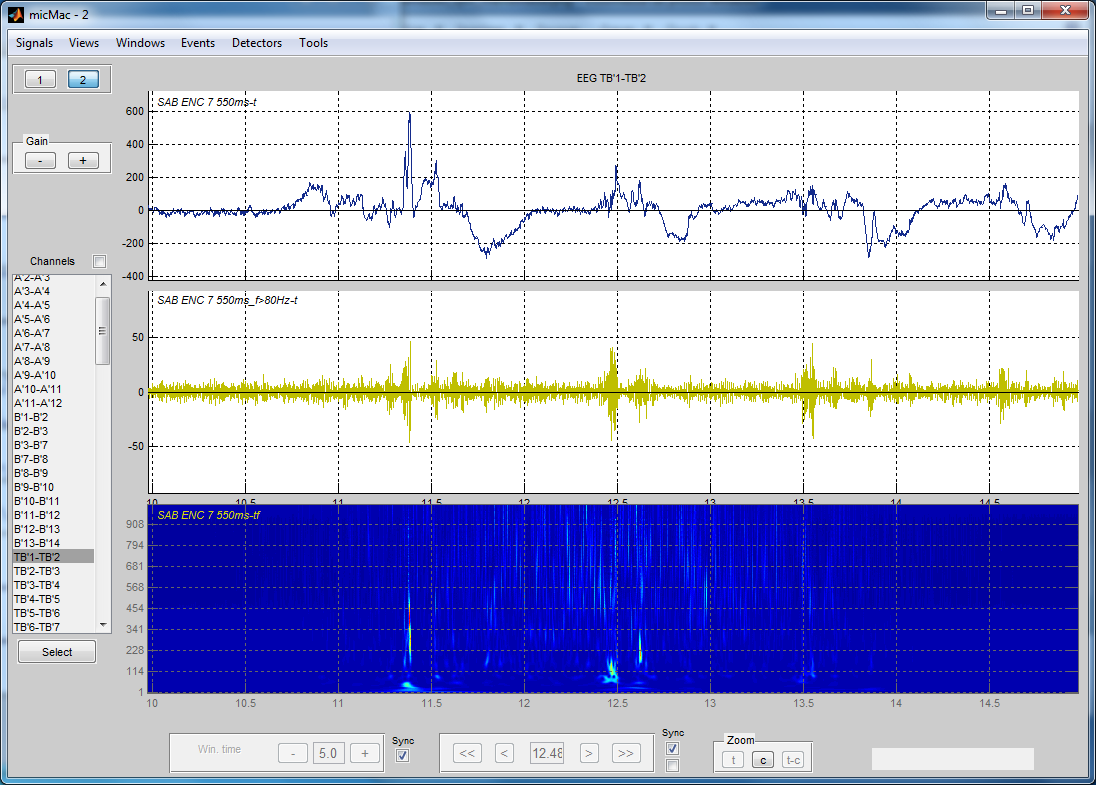 micMac - 2
Signals Views Windows Events Detectors Tools
1 2
EEG TB'1-TB'2
Gain
- +
SAB ENC 7 550ms-t
600
400
200
0
-200
-400
Channels
A'2-A'3
A'3-A'4
A'4-A'5
A'5-A'6
A'6-A'7
A'7-A'8
A'8-A'9
A'9-A'10
A'10-A'11
A'11-A'12
B'1-B'2
B'2-B'3
B'3-B'7
B'7-B'8
B'8-B'9
B'9-B'10
B'10-B'11
B'11-B'12
B'12-B'13
B'13-B'14
TB'1-TB'2
TB'2-TB'3
TB'3-TB'4
TB'4-TB'5
TB'5-TB'6
TB'6-TB'7
Select
SAB ENC 7 550ms_f>80Hz-t
50
0
-50
10 10.5 11 11.5 12 12.5 13 13.5 14 14.5
SAB ENC 7 550ms-tf
908
794
681
568
454
341
228
114
1
10 10.5 11 11.5 12 12.5 13 13.5 14 14.5
Win. time - 5.0 +
Sync
<< < 12.48 > >>
Sync
Zoom
t c t-c